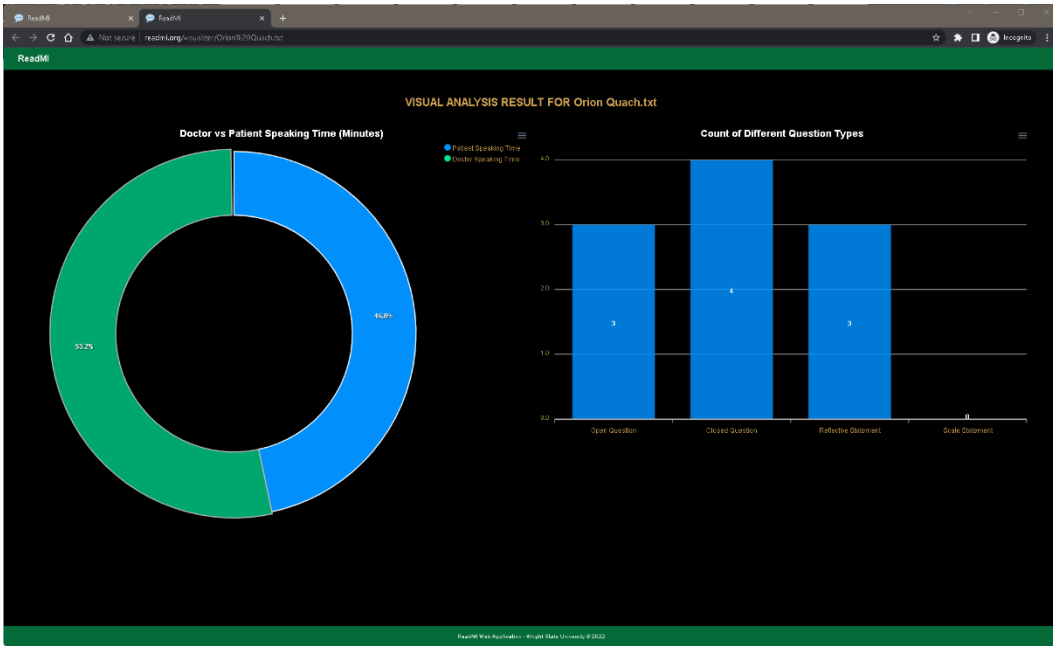 ReadMI
ReadMI
Not secure readmi.org/visualizer/Orion%20Quach.txt
Incognito
ReadMI
VISUAL ANALYSIS RESULT FOR Orion Quach.txt
Doctor vs Patient Speaking Time (Minutes)
Patient Speaking Time
Doctor Speaking Time
46.8%
53.2%
Count of Different Question Types
4.0
3.0
2.0
1.0
0.0
3
4
3
0
Open Question
Closed Question
Reflective Statement
Scale Statement
ReadMI Web Application - Wright State University © 2022